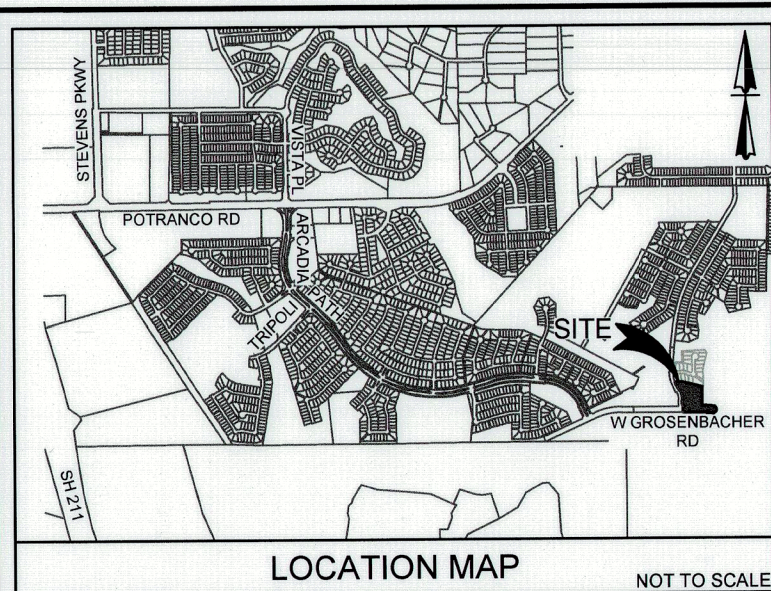 STEVENS PKWY
VISTA PL
POTRANCO RD
ARCADIA
PATH
TRIPOLI
SITE
W GROSENBACHER
RD
SH 211
LOCATION MAP
NOT TO SCALE